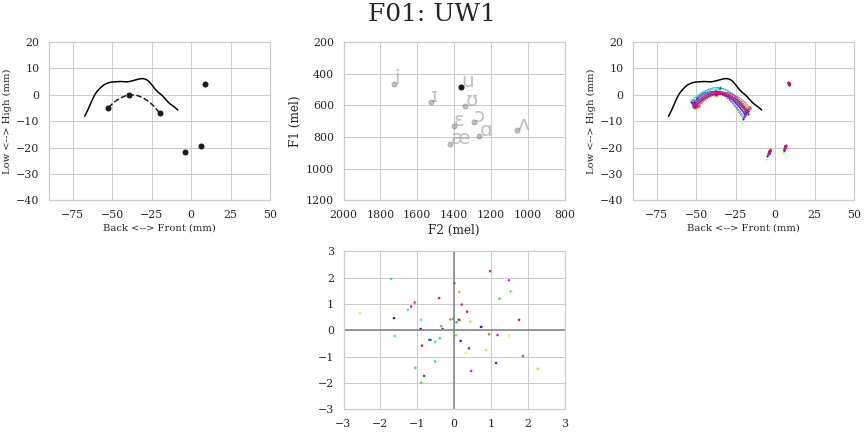 F01: UW1
20
10
0
−10
−20
−30
−40
Low <--> High (mm)
−75 −50 −25 0 25 50
Back <--> Front (mm)
200
400
600
800
1000
1200
F1 (mel)
i
u
ɪ
ʊ
ɔ
ɛ
ʌ
ɑ
æ
2000 1800 1600 1400 1200 1000 800
F2 (mel)
20
10
0
−10
−20
−30
−40
Low <--> High (mm)
−75 −50 −25 0 25 50
Back <--> Front (mm)
3
2
1
0
−1
−2
−3
−3 −2 −1 0 1 2 3